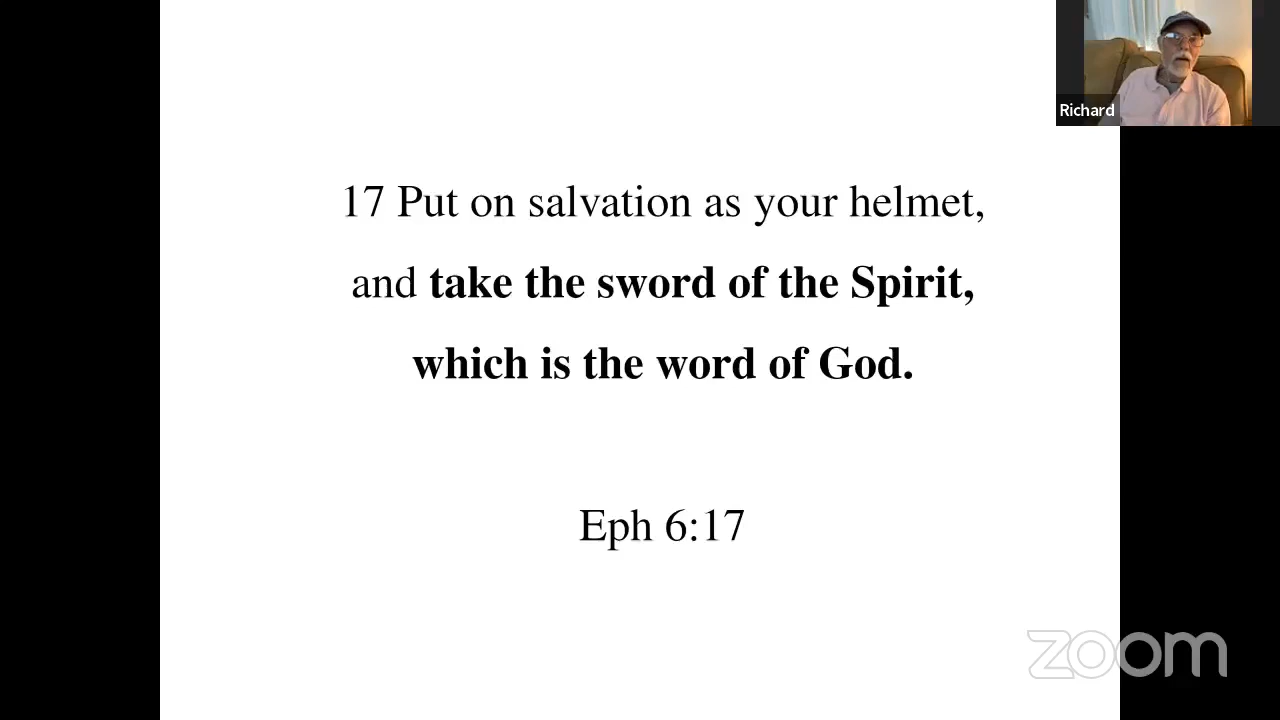 Richard
17 Put on salvation as your helmet,
and take the sword of the Spirit,
which is the word of God.
Eph 6:17
zoom